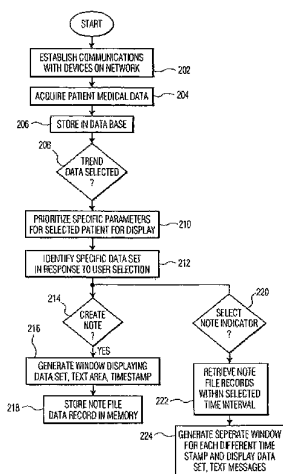 START
ESTABLISH COMMUNICATIONS
WITH DEVICES ON NETWORK
202
ACQUIRE PATIENT MEDICAL DATA
204
206
STORE IN DATA BASE
208
TREND
DATA SELECTED
?
PRIORITIZE SPECIFIC PARAMETERS
FOR SELECTED PATIENT FOR DISPLAY
210
IDENTIFY SPECIFIC DATA SET
IN RESPONSE TO USER SELECTION
212
214
CREATE
NOTE
?
220
SELECT
NOTE INDICATOR
?
216
YES
GENERATE WINDOW DISPLAYING
DATA SET, TEXT AREA, TIMESTAMP
218
STORE NOTE FILE
DATA RECORD IN MEMORY
222
RETRIEVE NOTE
FILE RECORDS
WITHIN SELECTED
TIME INTERVAL
224
GENERATE SEPERATE WINDOW
FOR EACH DIFFERENT TIME
STAMP AND DISPLAY DATA
SET, TEXT MESSAGES